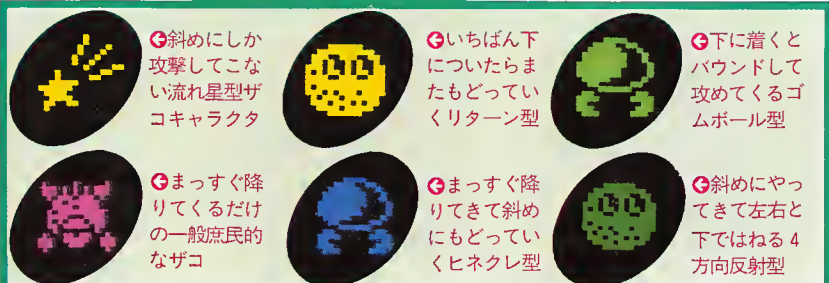 斜めにしか
攻撃してこな
い流れ星型ザ
コキャラクタ
いちばん下
についたらま
たもどってい
くリターン型
下に着くと
バウンドして
攻めてくるゴ
ムボール型
まっすぐ降
りてくるだけ
の一般庶民的
なザコ
まっすぐ降
りてきて斜め
にもどってい
くヒネクレ型
斜めにやっ
てきて左右と
下ではねる4
方向反射型